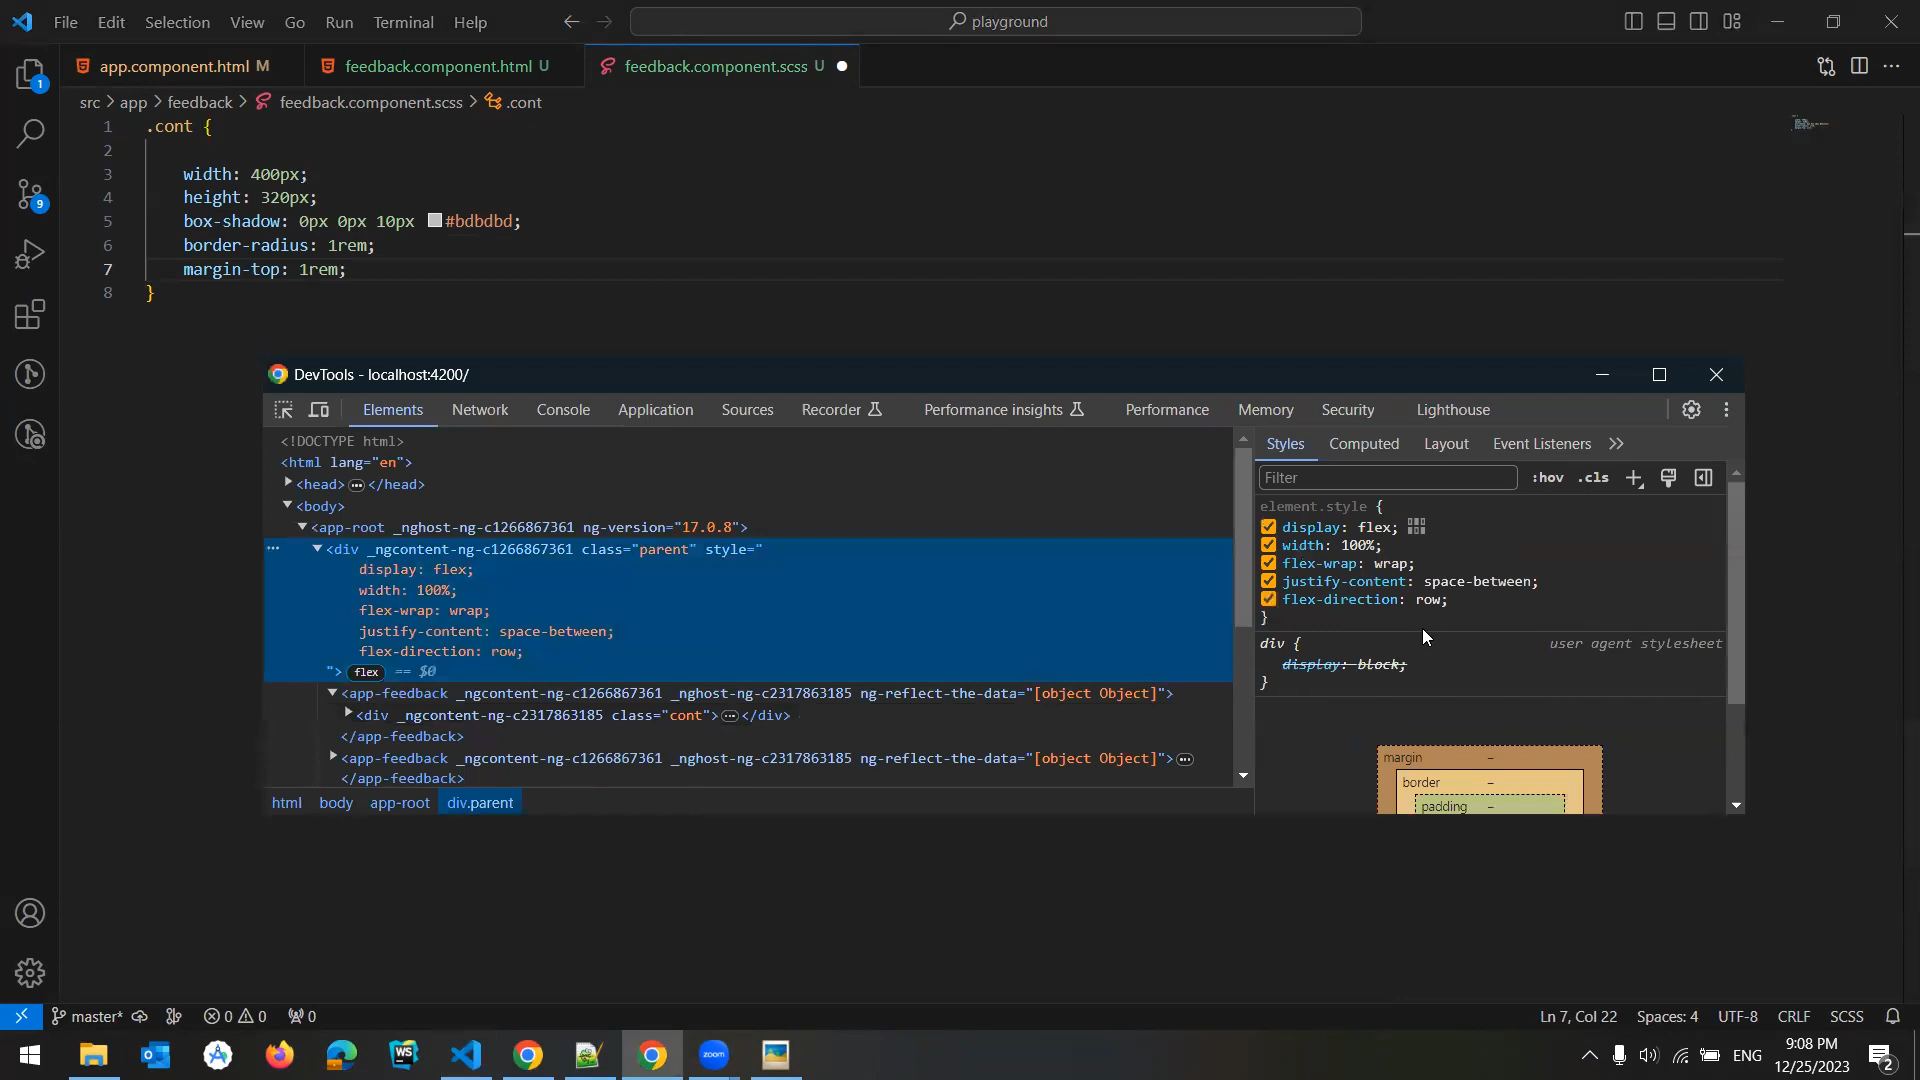 File Edit Selection View Go Run Terminal Help
playground
app.component.html M
feedback.component.html U
feedback.component.scss U
src > app > feedback > feedback.component.scss > .cont
1 .cont {
2
3 width: 400px;
4 height: 320px;
5 box-shadow: 0px 0px 10px #bdbdbd;
6 border-radius: 1rem;
7 margin-top: 1rem;
8 }
1
9
DevTools - localhost:4200/
Elements Network Console Application Sources Recorder Performance insights Performance Memory Security Lighthouse
<!DOCTYPE html>
<html lang="en">
<head> ··· </head>
<body>
<app-root _nghost-ng-c1266867361 ng-version="17.0.8">
··· <div _ngcontent-ng-c1266867361 class="parent" style="
display: flex;
width: 100%;
flex-wrap: wrap;
justify-content: space-between;
flex-direction: row;
"> flex == $0
<app-feedback _ngcontent-ng-c1266867361 _nghost-ng-c2317863185 ng-reflect-the-data="[object Object]">
<div _ngcontent-ng-c2317863185 class="cont"> ··· </div>
</app-feedback>
<app-feedback _ngcontent-ng-c1266867361 _nghost-ng-c2317863185 ng-reflect-the-data="[object Object]"> ···
</app-feedback>
html body app-root div.parent
Styles Computed Layout Event Listeners >>
Filter
:hov .cls
element.style {
display: flex;
width: 100%;
flex-wrap: wrap;
justify-content: space-between;
flex-direction: row;
}
div { user agent stylesheet
display: block;
}
margin –
border –
padding –
master* 0 0 0
Ln 7, Col 22 Spaces: 4 UTF-8 CRLF SCSS
WS
zoom
ENG
9:08 PM
12/25/2023
2